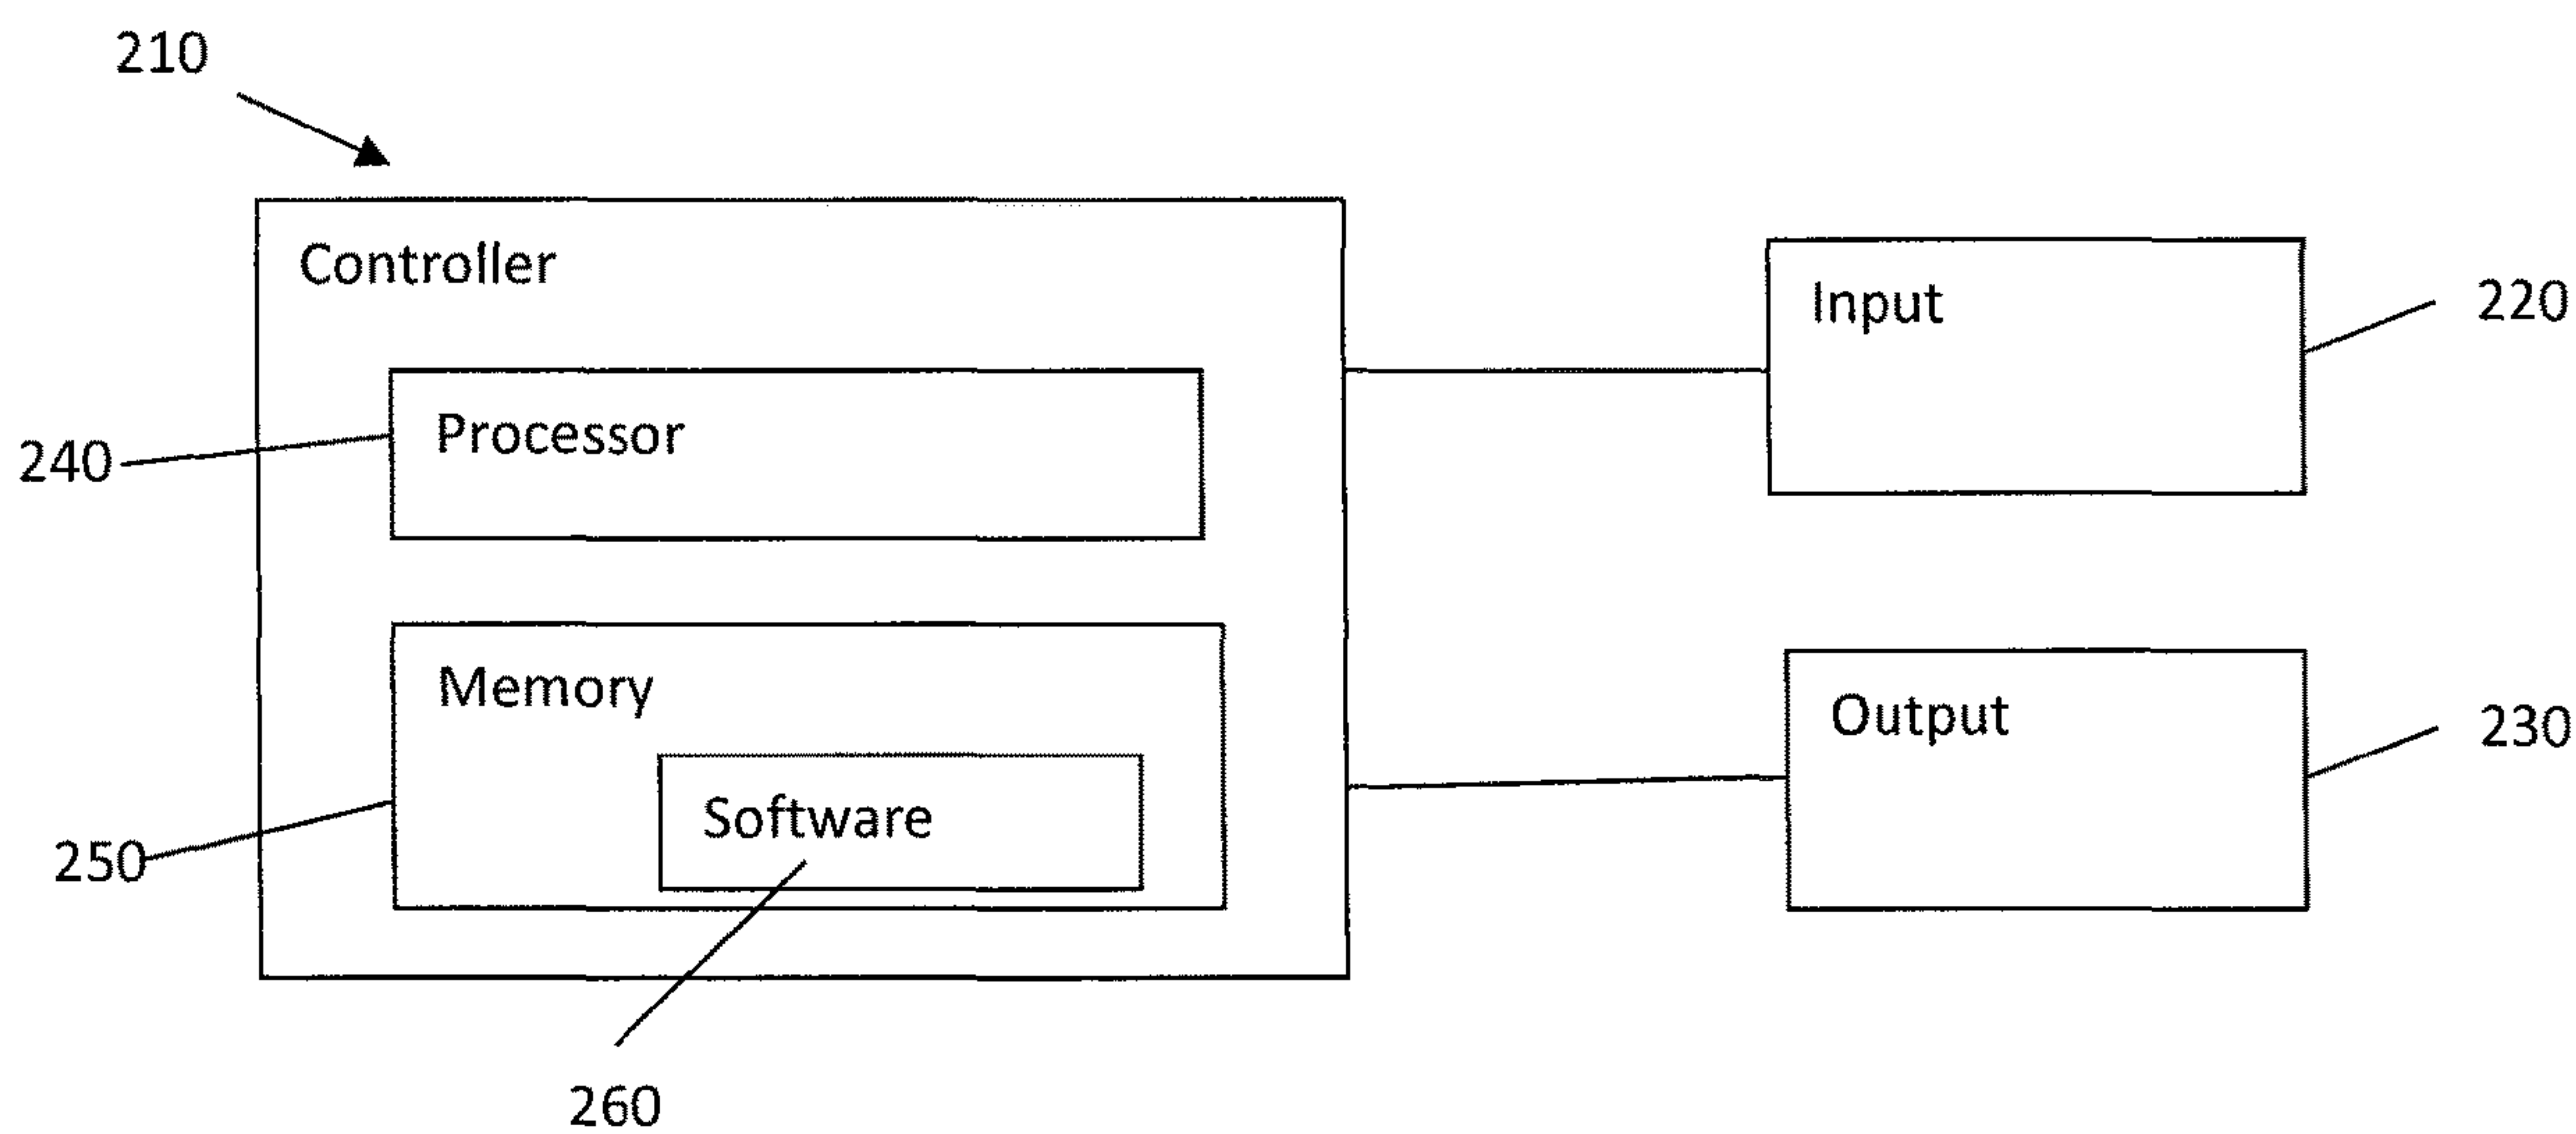 210
Controller
Input
220
Processor
240
Memory
Output
230
Software
250
260